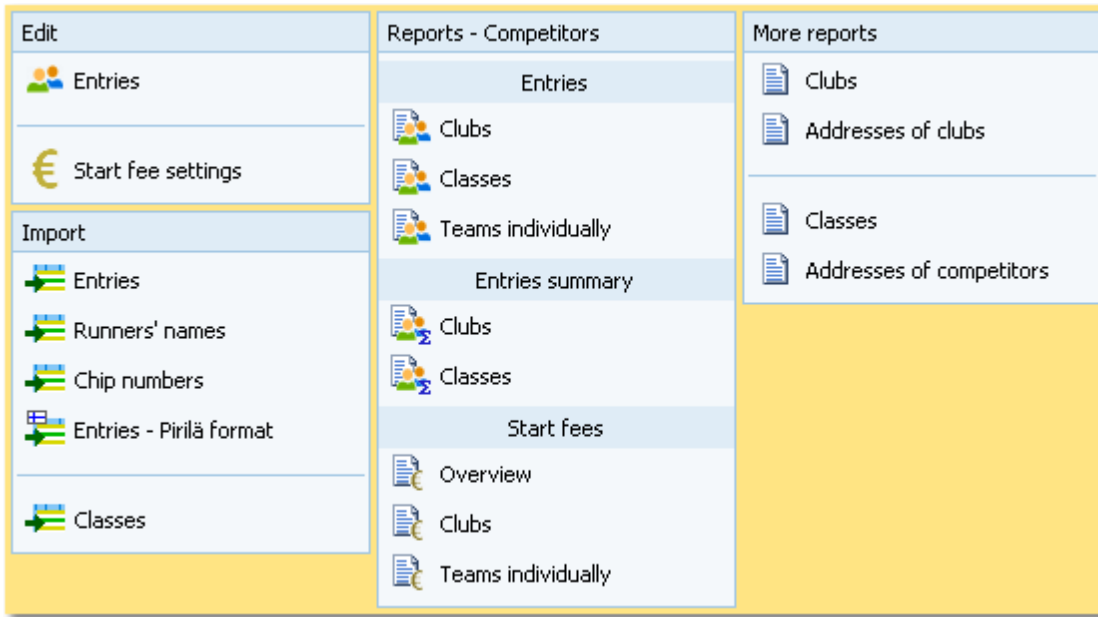 Edit
Entries
Start fee settings
Import
Entries
Runners' names
Chip numbers
Entries - Pirilä format
Classes
Reports - Competitors
Entries
Clubs
Classes
Teams individually
Entries summary
Clubs
Classes
Start fees
Overview
Clubs
Teams individually
More reports
Clubs
Addresses of clubs
Classes
Addresses of competitors